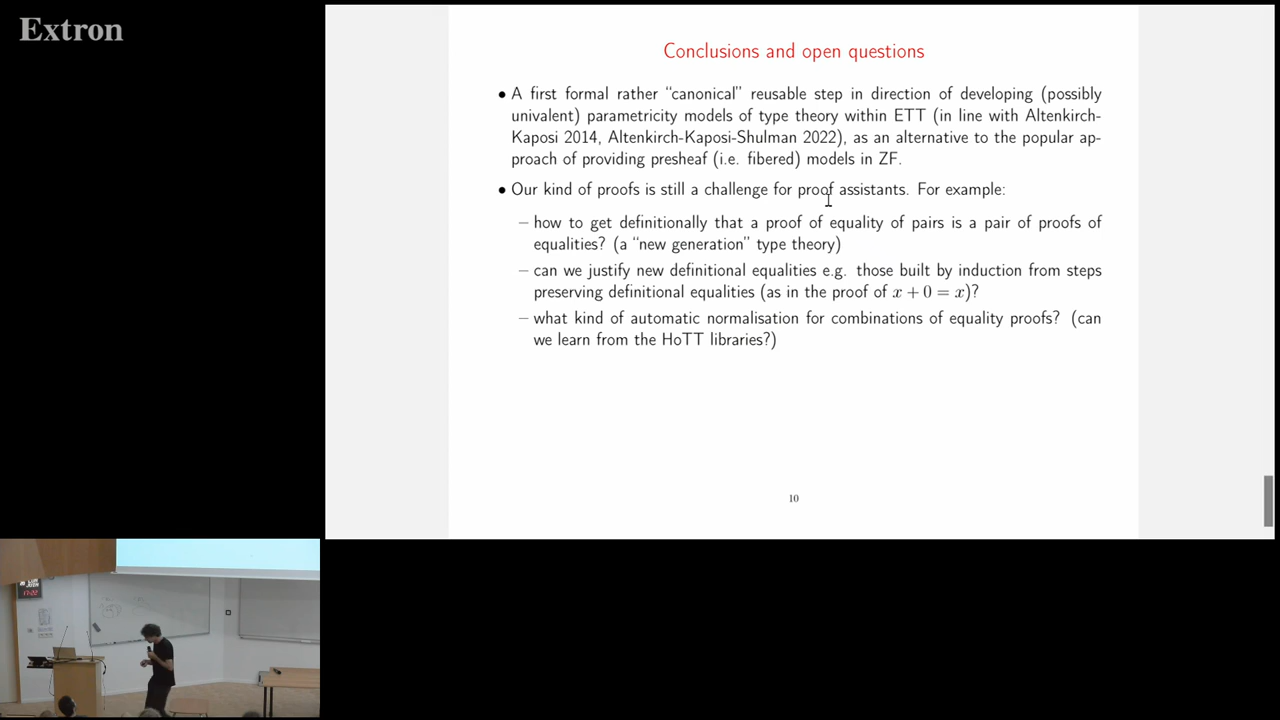 Extron
Conclusions and open questions
• A first formal rather “canonical” reusable step in direction of developing (possibly
univalent) parametricity models of type theory within ETT (in line with Altenkirch-
Kaposi 2014, Altenkirch-Kaposi-Shulman 2022), as an alternative to the popular ap-
proach of providing presheaf (i.e. fibered) models in ZF.
• Our kind of proofs is still a challenge for proof assistants. For example:
– how to get definitionally that a proof of equality of pairs is a pair of proofs of
equalities? (a “new generation” type theory)
– can we justify new definitional equalities e.g. those built by induction from steps
preserving definitional equalities (as in the proof of x + 0 = x)?
– what kind of automatic normalisation for combinations of equality proofs? (can
we learn from the HoTT libraries?)
10